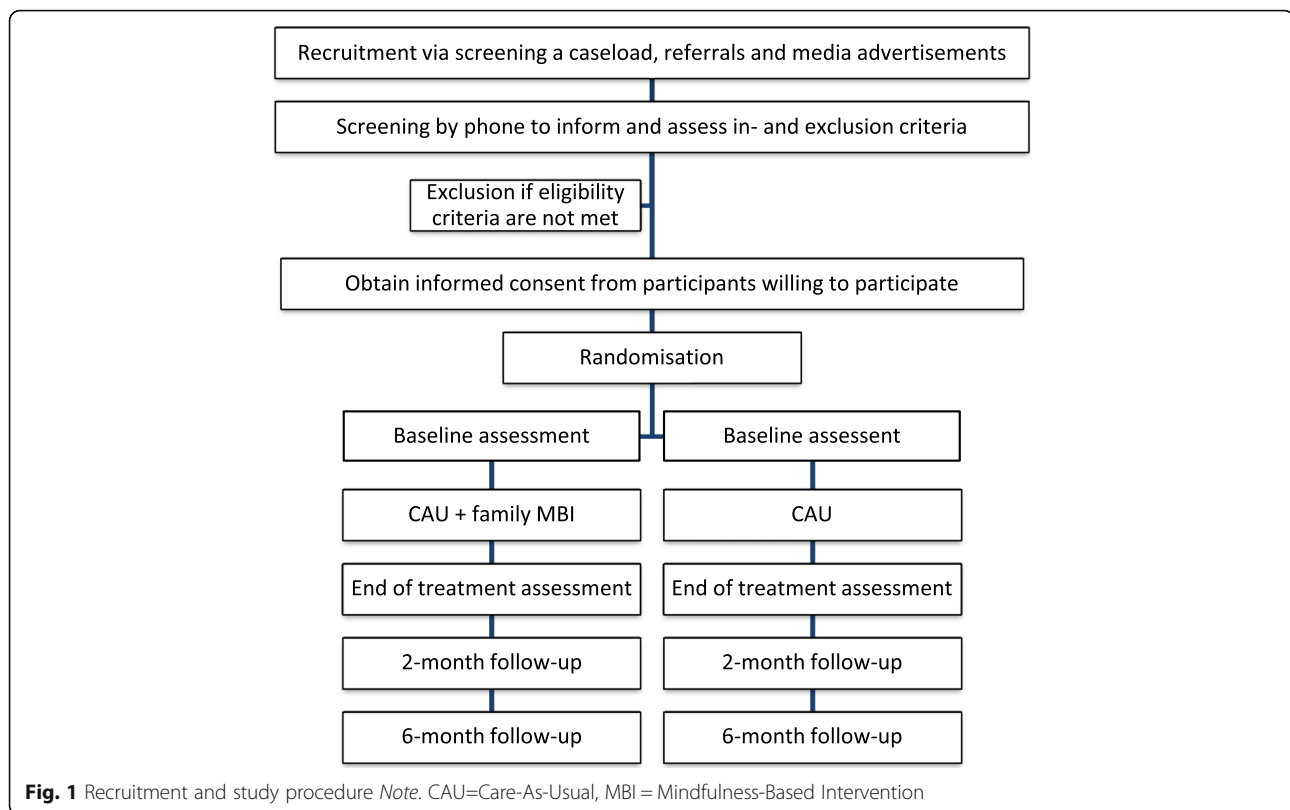 Recruitment via screening a caseload, referrals and media advertisements
Screening by phone to inform and assess in- and exclusion criteria
Exclusion if eligibility
criteria are not met
Obtain informed consent from participants willing to participate
Randomisation
Baseline assessment
Baseline assessent
CAU + family MBI
CAU
End of treatment assessment
End of treatment assessment
2-month follow-up
2-month follow-up
6-month follow-up
6-month follow-up
Fig. 1 Recruitment and study procedure Note. CAU=Care-As-Usual, MBI = Mindfulness-Based Intervention